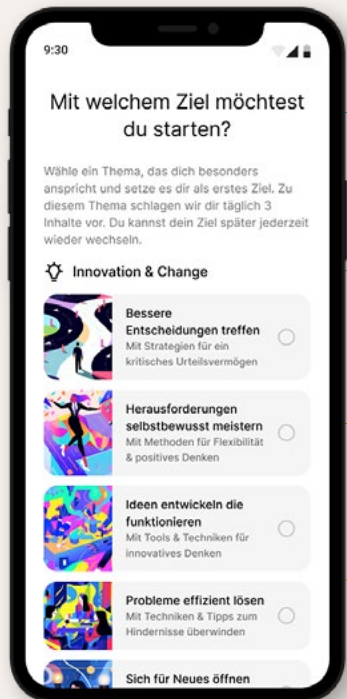 9:30
Mit welchem Ziel möchtest
du starten?
Wähle ein Thema, das dich besonders
anspricht und setze es dir als erstes Ziel. Zu
diesem Thema schlagen wir dir täglich 3
Inhalte vor. Du kannst dein Ziel später jederzeit
wieder wechseln.
Innovation & Change
Bessere
Entscheidungen treffen
Mit Strategien für ein
kritisches Urteilsvermögen
Herausforderungen
selbstbewusst meistern
Mit Methoden für Flexibilität
& positives Denken
Ideen entwickeln die
funktionieren
Mit Tools & Techniken für
innovatives Denken
Probleme effizient lösen
Mit Techniken & Tipps zum
Hindernisse überwinden
Sich für Neues öffnen